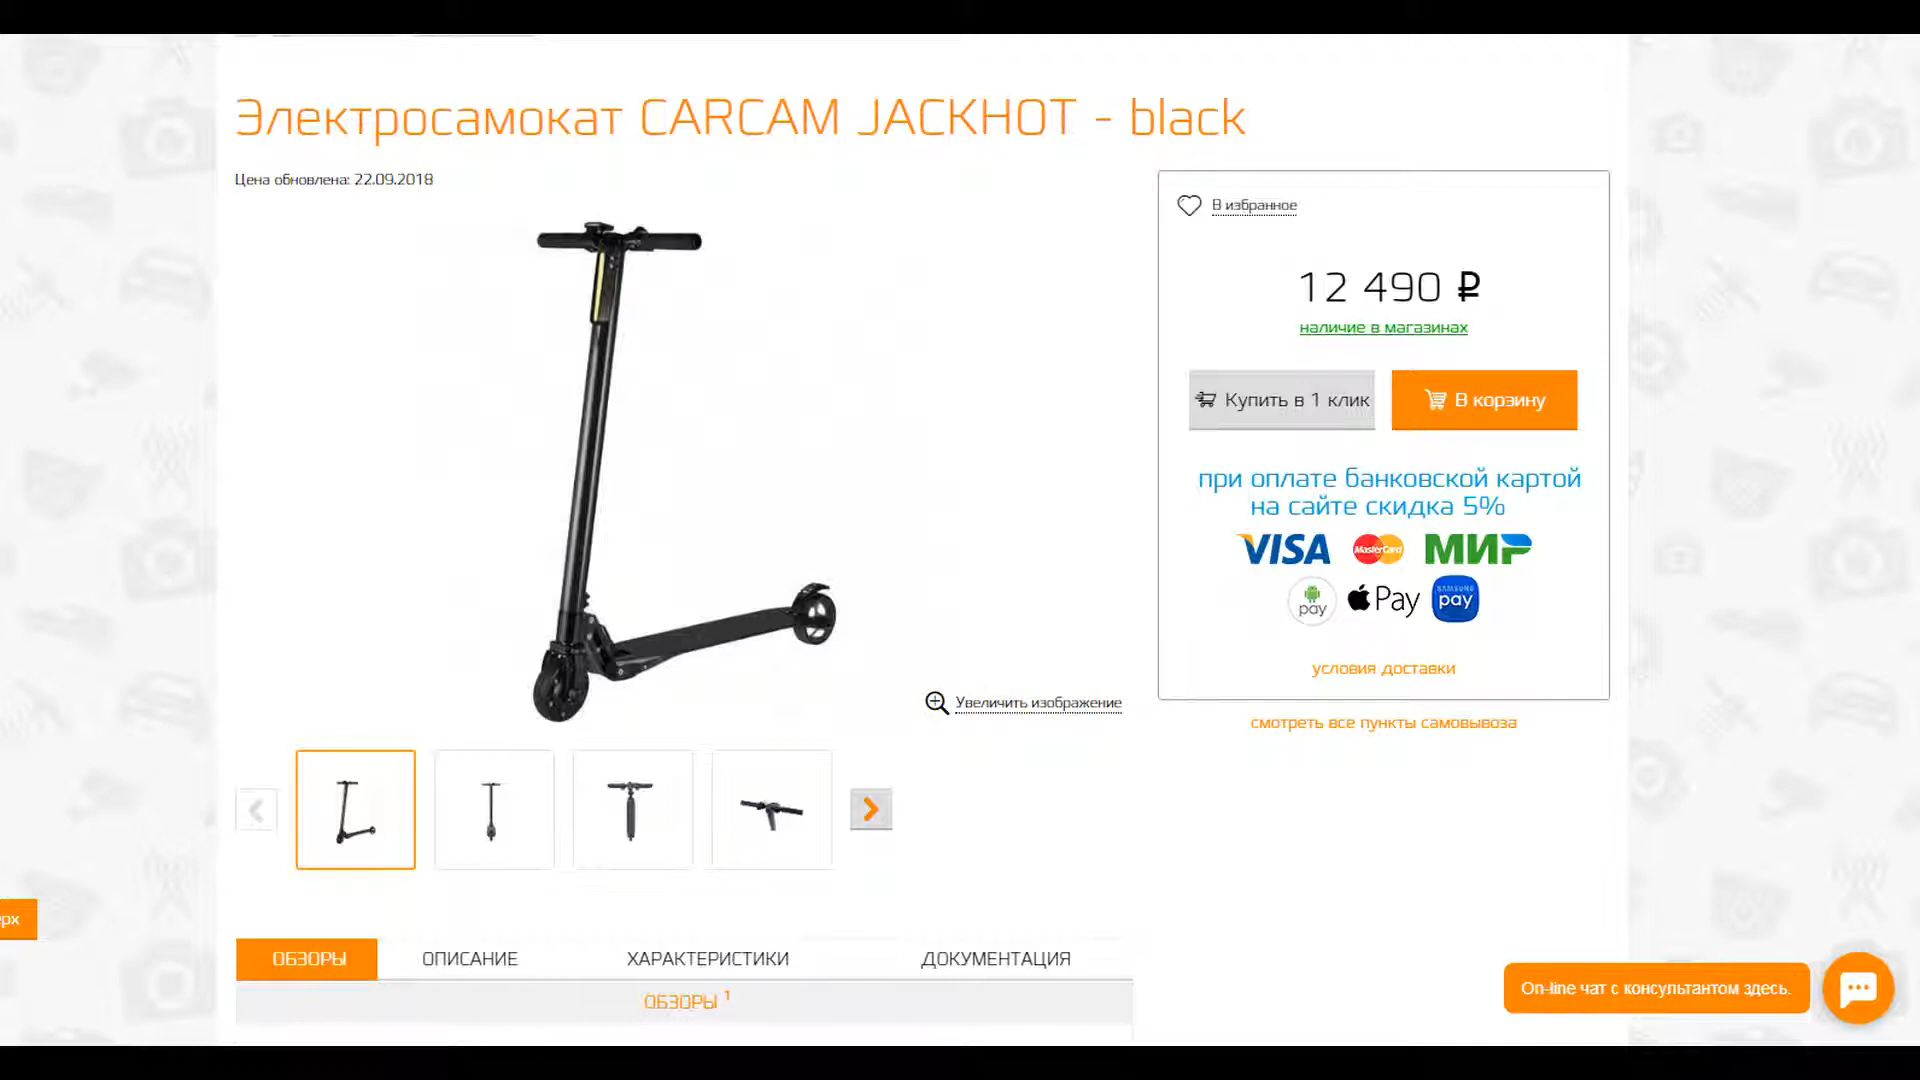 Электросамокат CARCAM JACKHOT - black
Цена обновлена: 22.09.2018
В избранное
12 490 ₽
наличие в магазинах
Купить в 1 клик
В корзину
при оплате банковской картой
на сайте скидка 5%
VISA MasterCard МИР
pay Pay SAMSUNG pay
условия доставки
Увеличить изображение
смотреть все пункты самовывоза
ерх
ОБЗОРЫ ОПИСАНИЕ ХАРАКТЕРИСТИКИ ДОКУМЕНТАЦИЯ
ОБЗОРЫ 1
On-line чат с консультантом здесь.